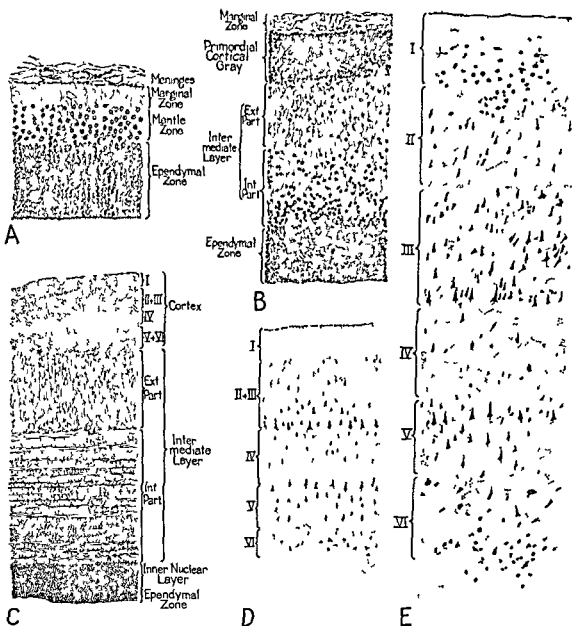 Meninges
Marginal
Zone
Mantle
Zone
Ependymal
Zone
A
Marginal
Zone
Primordial
Cortical
Gray
Ext
Part
Inter
mediate
Layer
Int
Part
Ependymal
Zone
B
I
II+III
IV
V+VI
Cortex
Ext
Part
Inter
mediate
Layer
Int
Part
Inner Nuclear
Layer
Ependymal
Zone
C
I
II+III
IV
V
VI
D
I
II
III
IV
V
VI
E